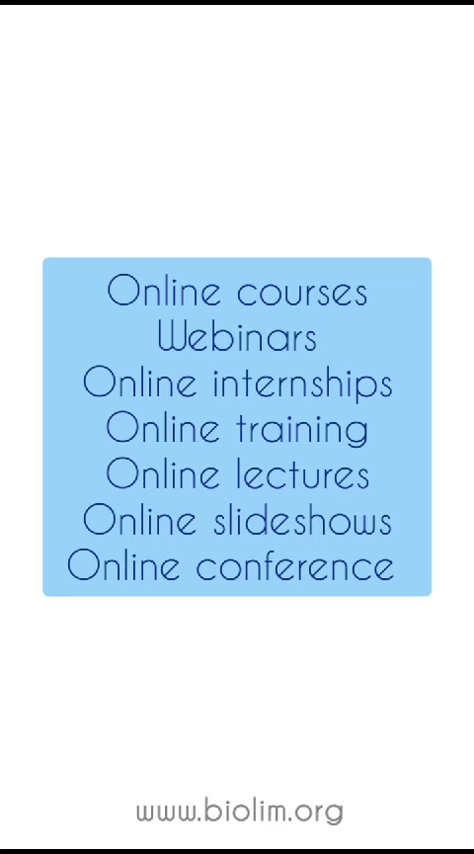 Online courses
Webinars
Online internships
Online training
Online lectures
Online slideshows
Online conference
www.biolim.org